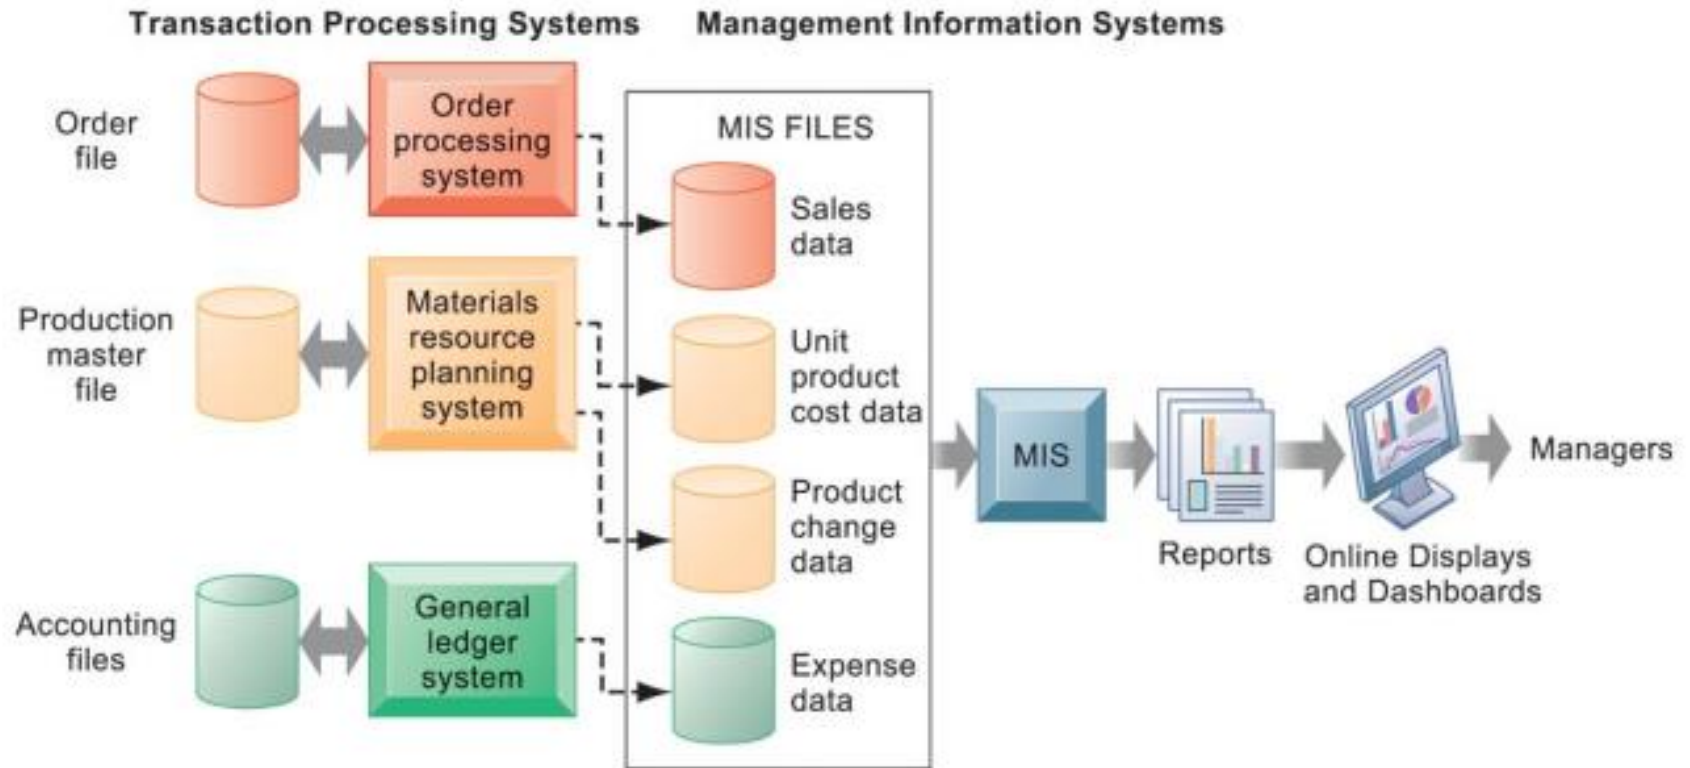 Transaction Processing Systems
Management Information Systems
Order
file
Order
processing
system
MIS FILES
Sales
data
Production
master
file
Materials
resource
planning
system
Unit
product
cost data
Product
change
data
Accounting
files
General
ledger
system
Expense
data
MIS
Reports
Online Displays
and Dashboards
Managers